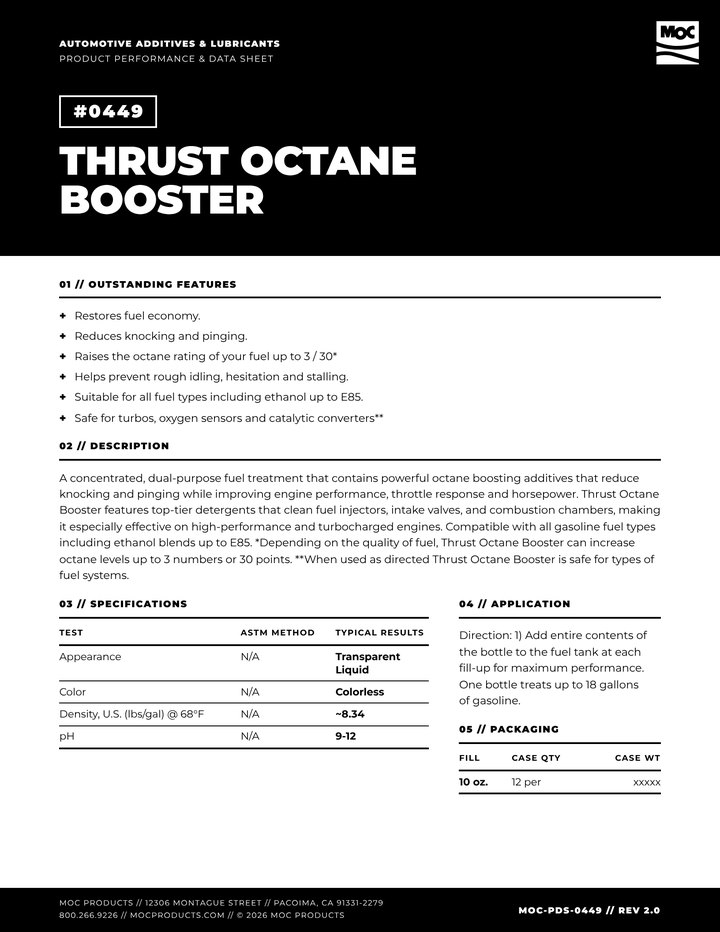 AUTOMOTIVE ADDITIVES & LUBRICANTS
PRODUCT PERFORMANCE & DATA SHEET
MOC
#0449
THRUST OCTANE
BOOSTER
01 // OUTSTANDING FEATURES
+ Restores fuel economy.
+ Reduces knocking and pinging.
+ Raises the octane rating of your fuel up to 3 / 30*
+ Helps prevent rough idling, hesitation and stalling.
+ Suitable for all fuel types including ethanol up to E85.
+ Safe for turbos, oxygen sensors and catalytic converters**
02 // DESCRIPTION
A concentrated, dual-purpose fuel treatment that contains powerful octane boosting additives that reduce
knocking and pinging while improving engine performance, throttle response and horsepower. Thrust Octane
Booster features top-tier detergents that clean fuel injectors, intake valves, and combustion chambers, making
it especially effective on high-performance and turbocharged engines. Compatible with all gasoline fuel types
including ethanol blends up to E85. *Depending on the quality of fuel, Thrust Octane Booster can increase
octane levels up to 3 numbers or 30 points. **When used as directed Thrust Octane Booster is safe for types of
fuel systems.
03 // SPECIFICATIONS
TEST ASTM METHOD TYPICAL RESULTS
Appearance N/A Transparent
Liquid
Color N/A Colorless
Density, U.S. (lbs/gal) @ 68°F N/A ~8.34
pH N/A 9-12
04 // APPLICATION
Direction: 1) Add entire contents of
the bottle to the fuel tank at each
fill-up for maximum performance.
One bottle treats up to 18 gallons
of gasoline.
05 // PACKAGING
FILL CASE QTY CASE WT
10 oz. 12 per xxxxx
MOC PRODUCTS // 12306 MONTAGUE STREET // PACOIMA, CA 91331-2279
800.266.9226 // MOCPRODUCTS.COM // © 2026 MOC PRODUCTS
MOC-PDS-0449 // REV 2.0